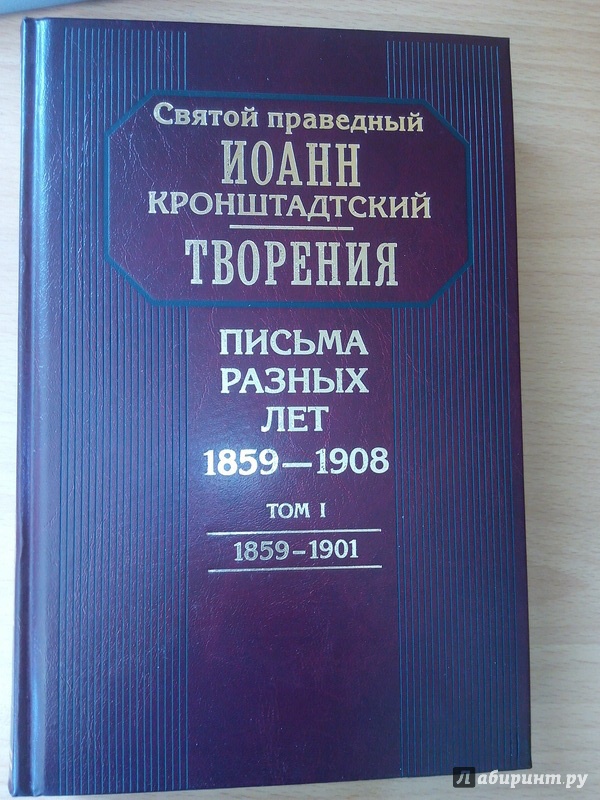 Святой праведный
ИОАНН
КРОНШТАДТСКИЙ
ТВОРЕНИЯ
ПИСЬМА
РАЗНЫХ
ЛЕТ
1859—1908
ТОМ I
1859–1901
Лабиринт.ру